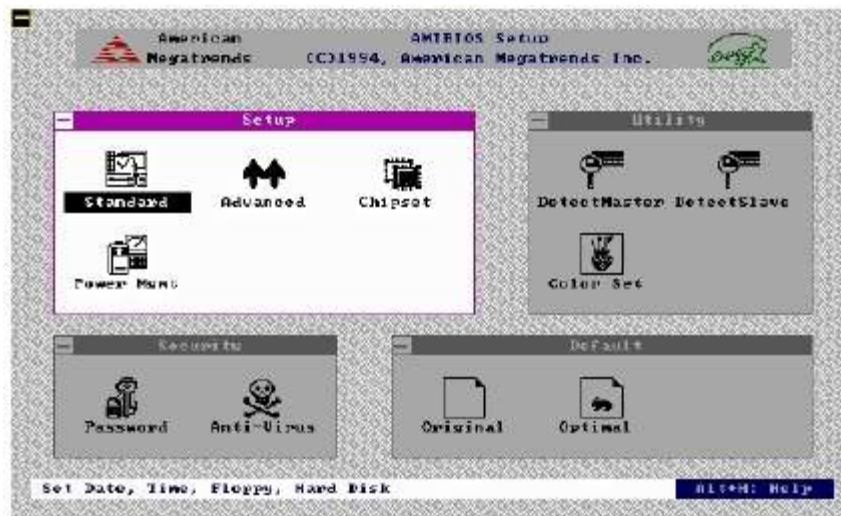 American
Megatrends
AMIBIOS Setup
(C)1994, American Megatrends Inc.
Setup
Standard
Advanced
Chipset
Power Mgmt
Utility
DetectMaster
DetectSlave
Color Set
Security
Password
Anti-Virus
Default
Original
Optimal
Set Date, Time, Floppy, Hard Disk
Alt+H: Help